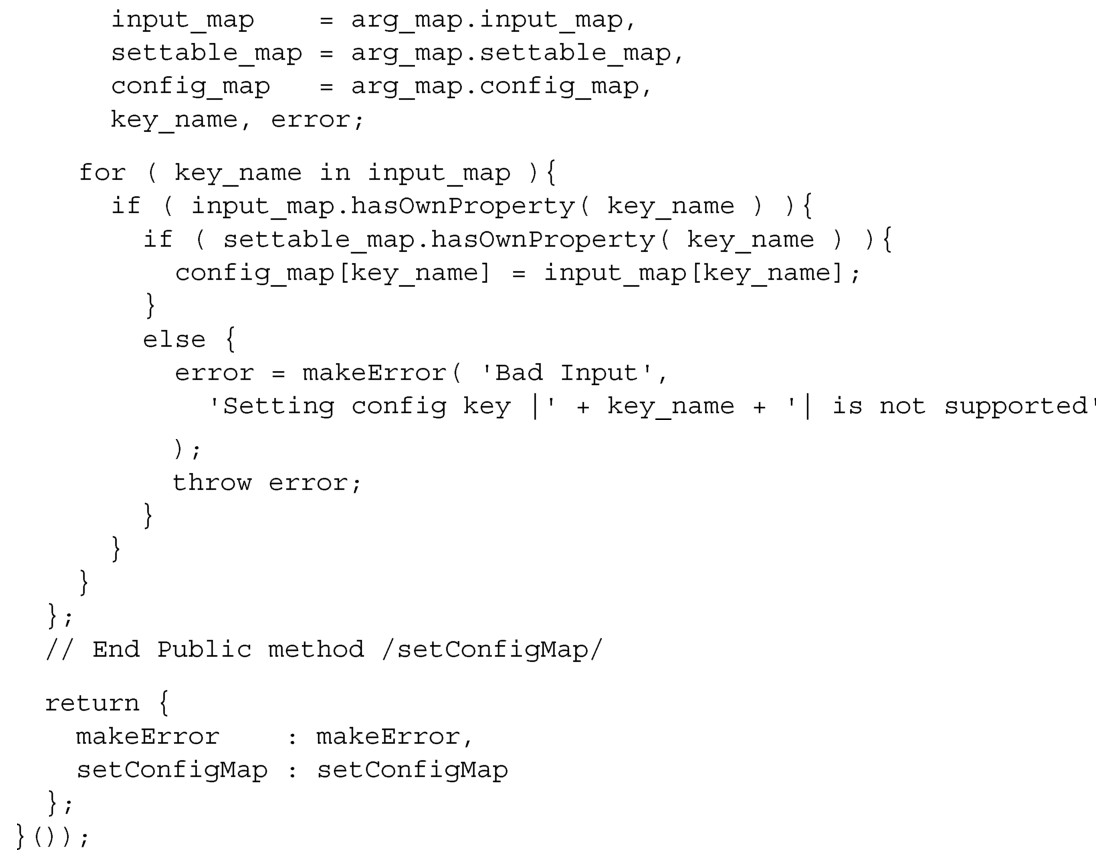 input_map    = arg_map.input_map,
      settable_map = arg_map.settable_map,
      config_map   = arg_map.config_map,
      key_name, error;
    for ( key_name in input_map ){
      if ( input_map.hasOwnProperty( key_name ) ){
        if ( settable_map.hasOwnProperty( key_name ) ){
          config_map[key_name] = input_map[key_name];
        }
        else {
          error = makeError( 'Bad Input',
            'Setting config key |' + key_name + '| is not supported'
          );
          throw error;
        }
      }
    }
  };
  // End Public method /setConfigMap/
  return {
    makeError    : makeError,
    setConfigMap : setConfigMap
  };
}());